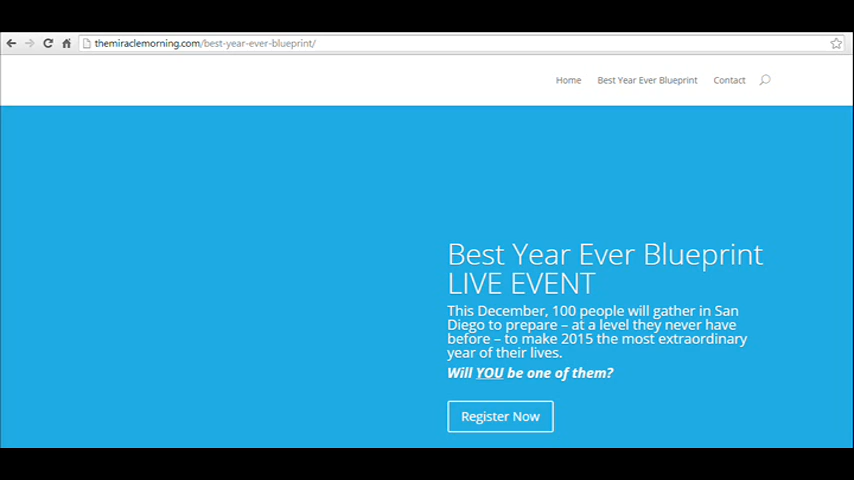 themiraclemorning.com/best-year-ever-blueprint/
Home Best Year Ever Blueprint Contact
Best Year Ever Blueprint
LIVE EVENT
This December, 100 people will gather in San
Diego to prepare – at a level they never have
before – to make 2015 the most extraordinary
year of their lives.
Will YOU be one of them?
Register Now